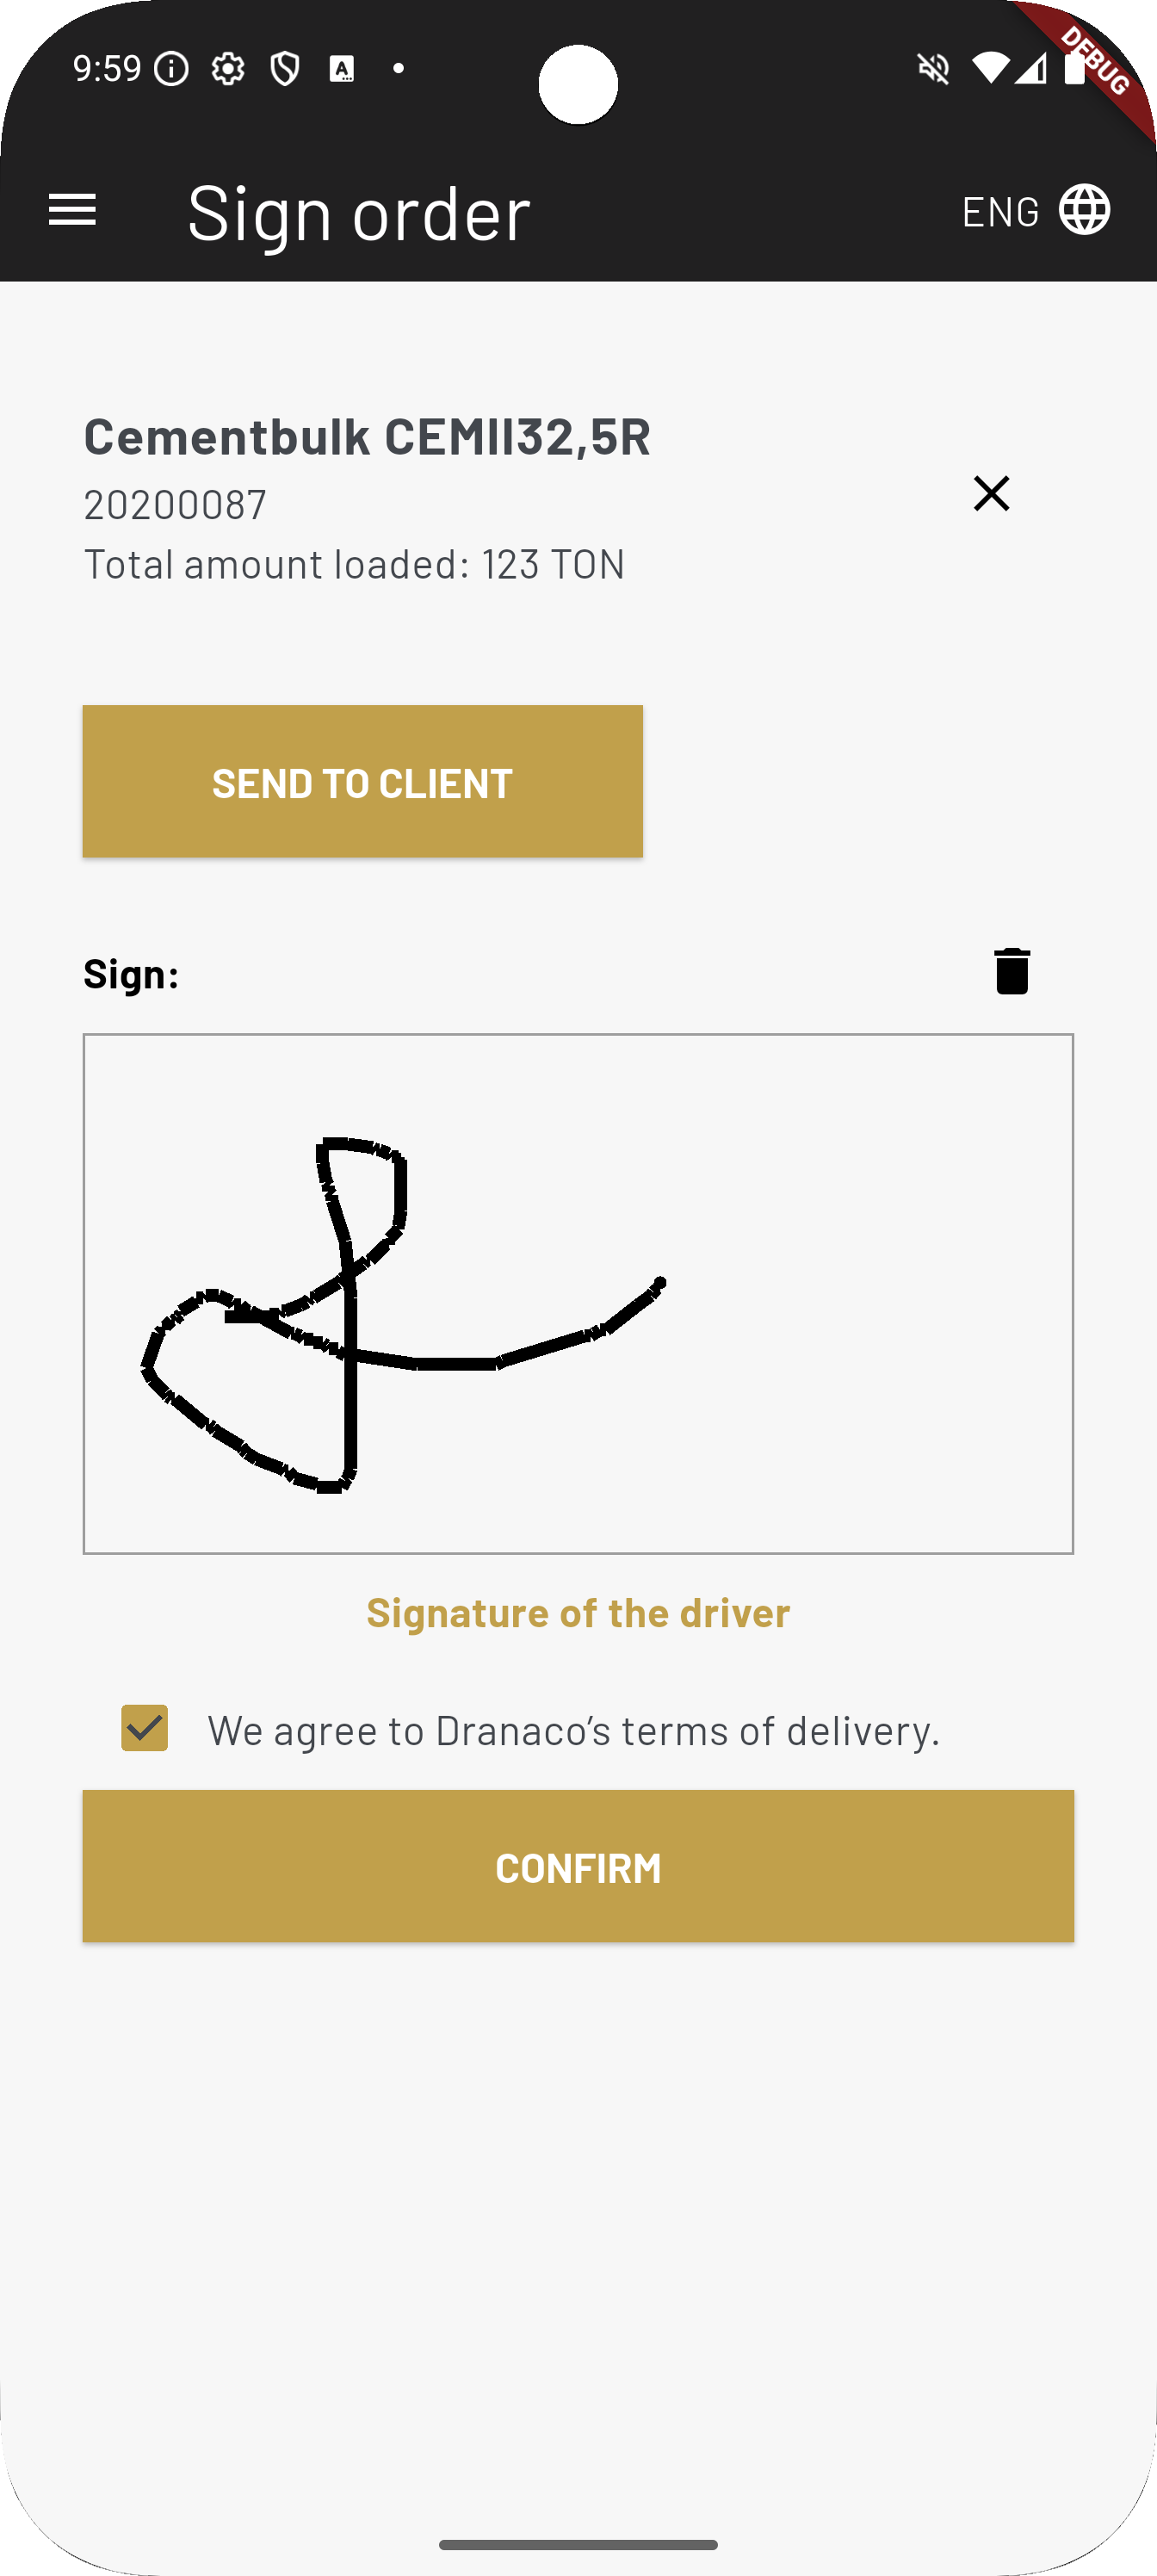 9:59
DEBUG
Sign order
ENG
Cementbulk CEMII32,5R
20200087
Total amount loaded: 123 TON
SEND TO CLIENT
Sign:
Signature of the driver
We agree to Dranaco’s terms of delivery.
CONFIRM